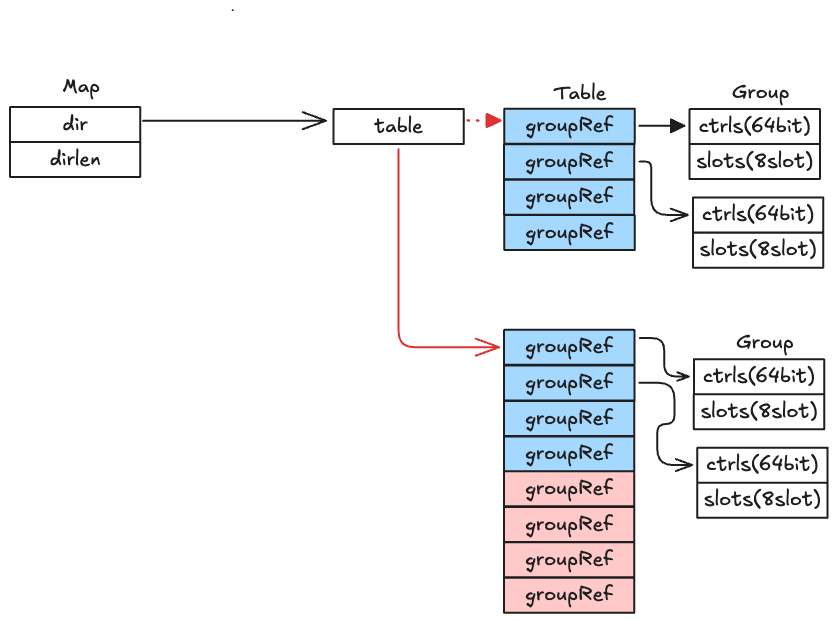 Map
dir
dirlen
table
Table
groupRef
groupRef
groupRef
groupRef
Group
ctrls(64bit)
slots(8slot)
ctrls(64bit)
slots(8slot)
groupRef
groupRef
groupRef
groupRef
groupRef
groupRef
groupRef
groupRef
Group
ctrls(64bit)
slots(8slot)
ctrls(64bit)
slots(8slot)